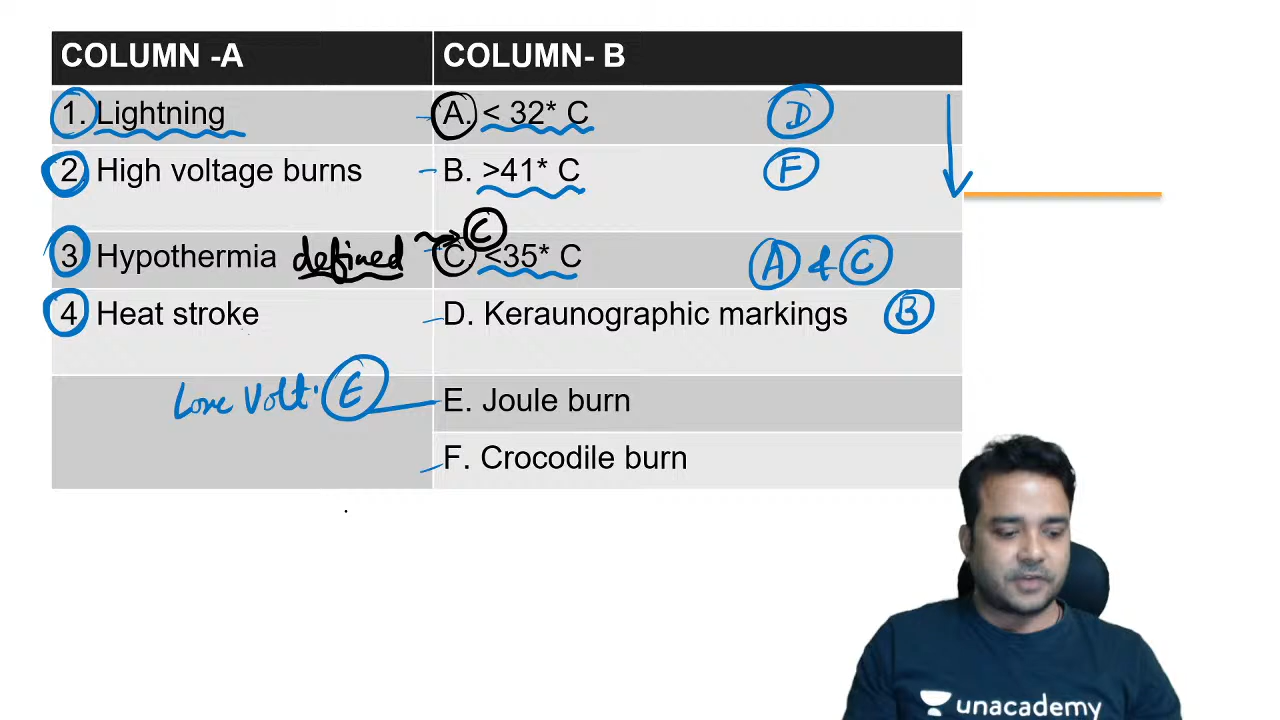 COLUMN -A COLUMN- B
1. Lightning A. < 32* C D
2 High voltage burns B. >41* C F
C
3 Hypothermia defined C. <35* C A & C
4 Heat stroke D. Keraunographic markings B
Low Volt. E E. Joule burn
F. Crocodile burn
unacademy